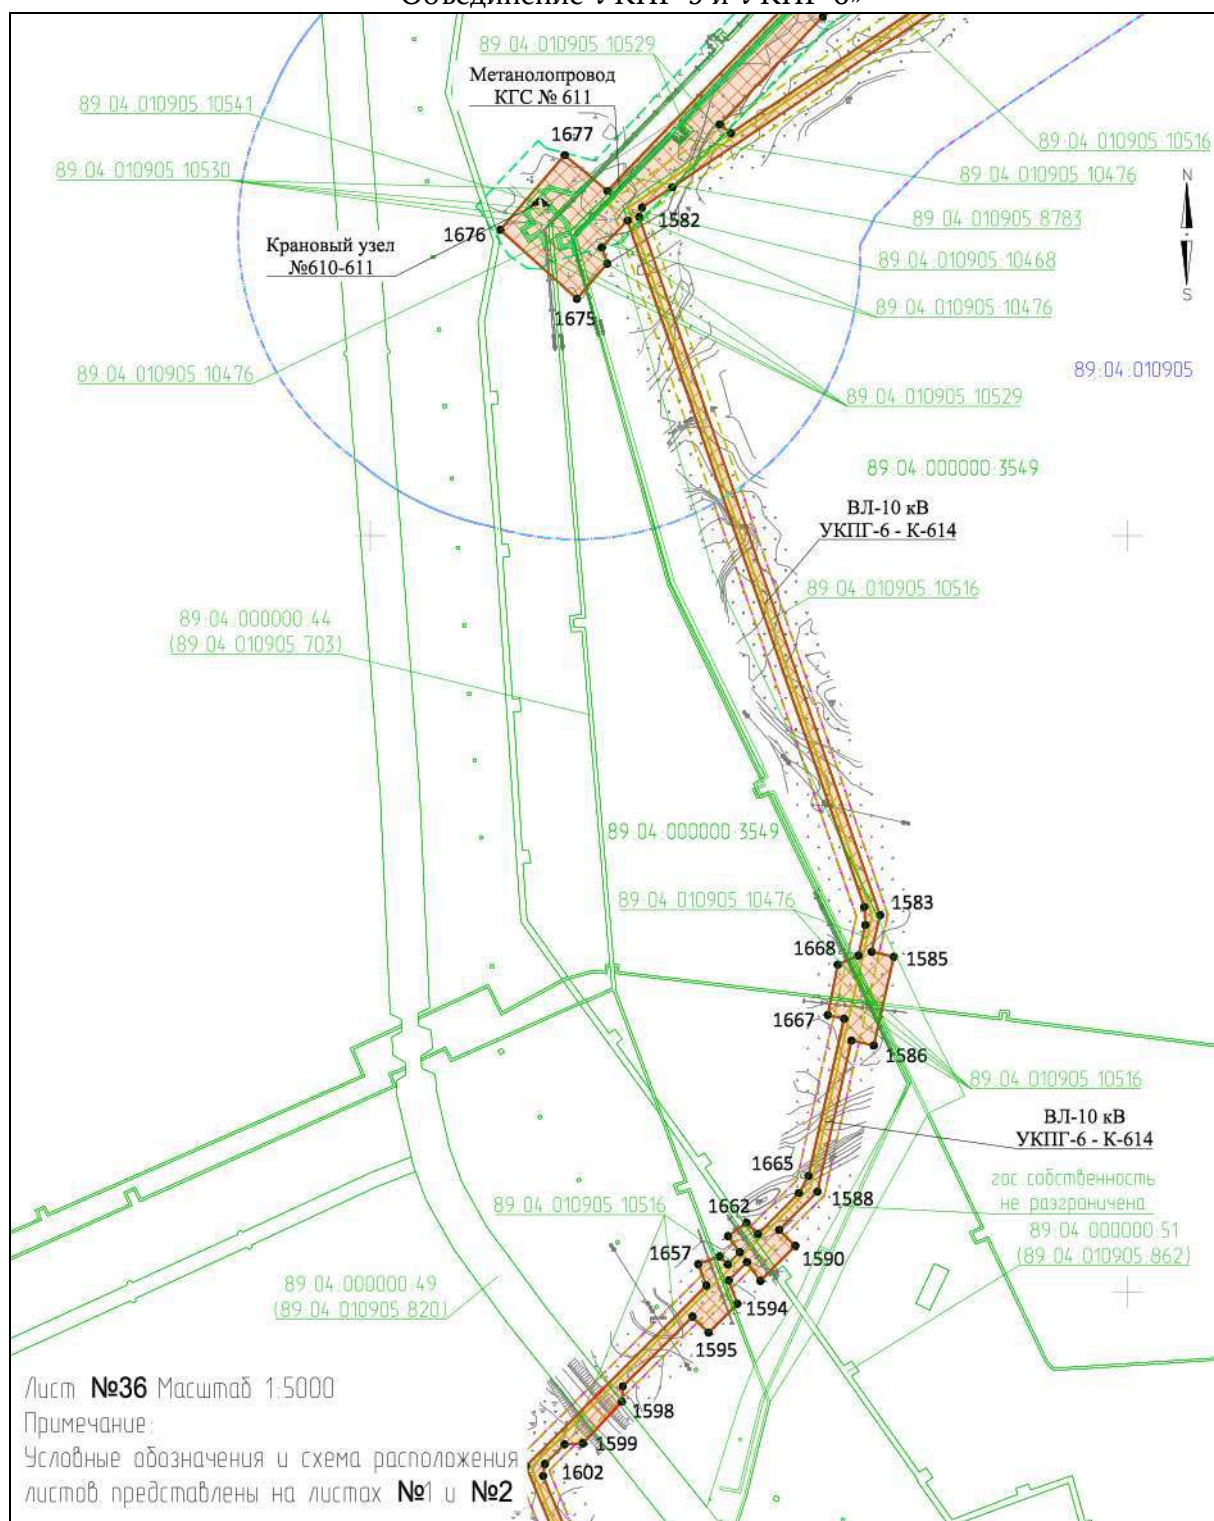 Объединение УКПГ-5 и УКПГ-6»
89:04:010905:10529
Метанолопровод
КГС № 611
89:04:010905:10541
1677
89:04:010905:10516
89:04:010905:10530
89:04:010905:10476
1582
89:04:010905:8783
1676
Крановый узел
№610-611
89:04:010905:10468
N
S
89:04:010905:10476
1675
89:04:010905:10476
89:04:010905
89:04:010905:10529
89:04:000000:3549
ВЛ-10 кВ
УКПГ-6 - К-614
89:04:010905:10516
89:04:000000:44
(89:04:010905:703)
89:04:000000:3549
89:04:010905:10476
1583
1668
1585
1667
1586
89:04:010905:10516
ВЛ-10 кВ
УКПГ-6 - К-614
1665
гос.собственность
не разграничена
1588
89:04:010905:10516
1662
89:04:000000:51
(89:04:010905:862)
1657
1590
89:04:000000:49
(89:04:010905:820)
1594
1595
Лист №36 Масштаб 1:5000
1598
Примечание:
1599
Условные обозначения и схема расположения
1602
листов представлены на листах №1 и №2